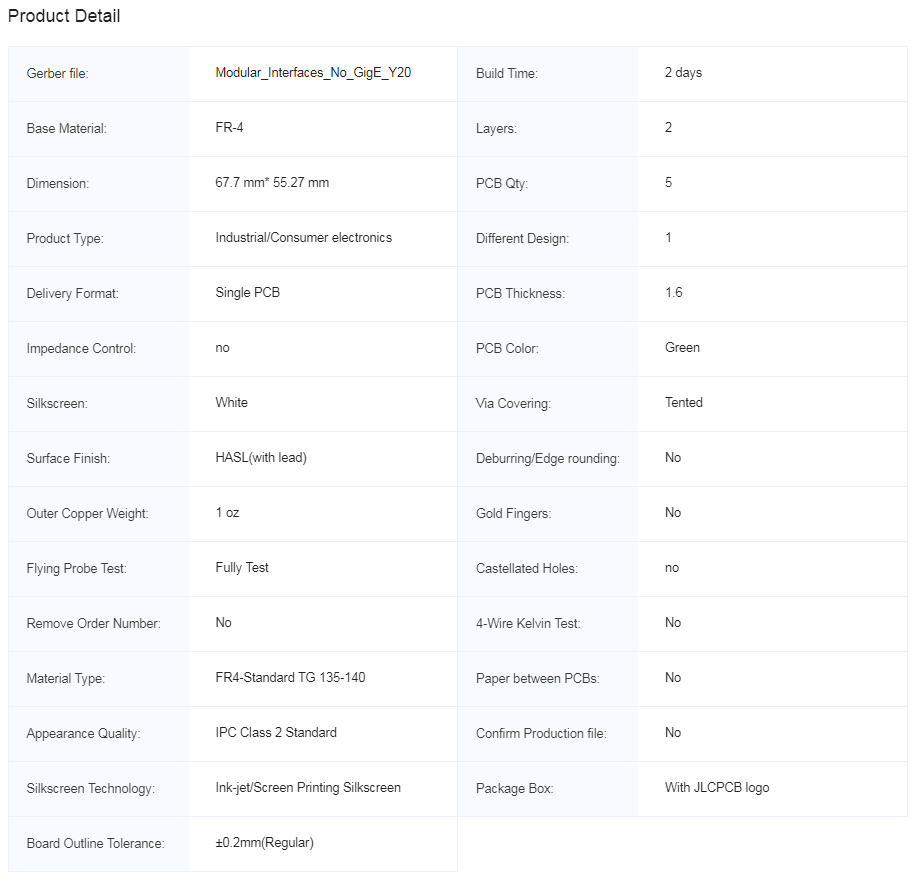 Product Detail
Gerber file: Modular_Interfaces_No_GigE_Y20 Build Time: 2 days
Base Material: FR-4 Layers: 2
Dimension: 67.7 mm* 55.27 mm PCB Qty: 5
Product Type: Industrial/Consumer electronics Different Design: 1
Delivery Format: Single PCB PCB Thickness: 1.6
Impedance Control: no PCB Color: Green
Silkscreen: White Via Covering: Tented
Surface Finish: HASL(with lead) Deburring/Edge rounding: No
Outer Copper Weight: 1 oz Gold Fingers: No
Flying Probe Test: Fully Test Castellated Holes: no
Remove Order Number: No 4-Wire Kelvin Test: No
Material Type: FR4-Standard TG 135-140 Paper between PCBs: No
Appearance Quality: IPC Class 2 Standard Confirm Production file: No
Silkscreen Technology: Ink-jet/Screen Printing Silkscreen Package Box: With JLCPCB logo
Board Outline Tolerance: ±0.2mm(Regular)